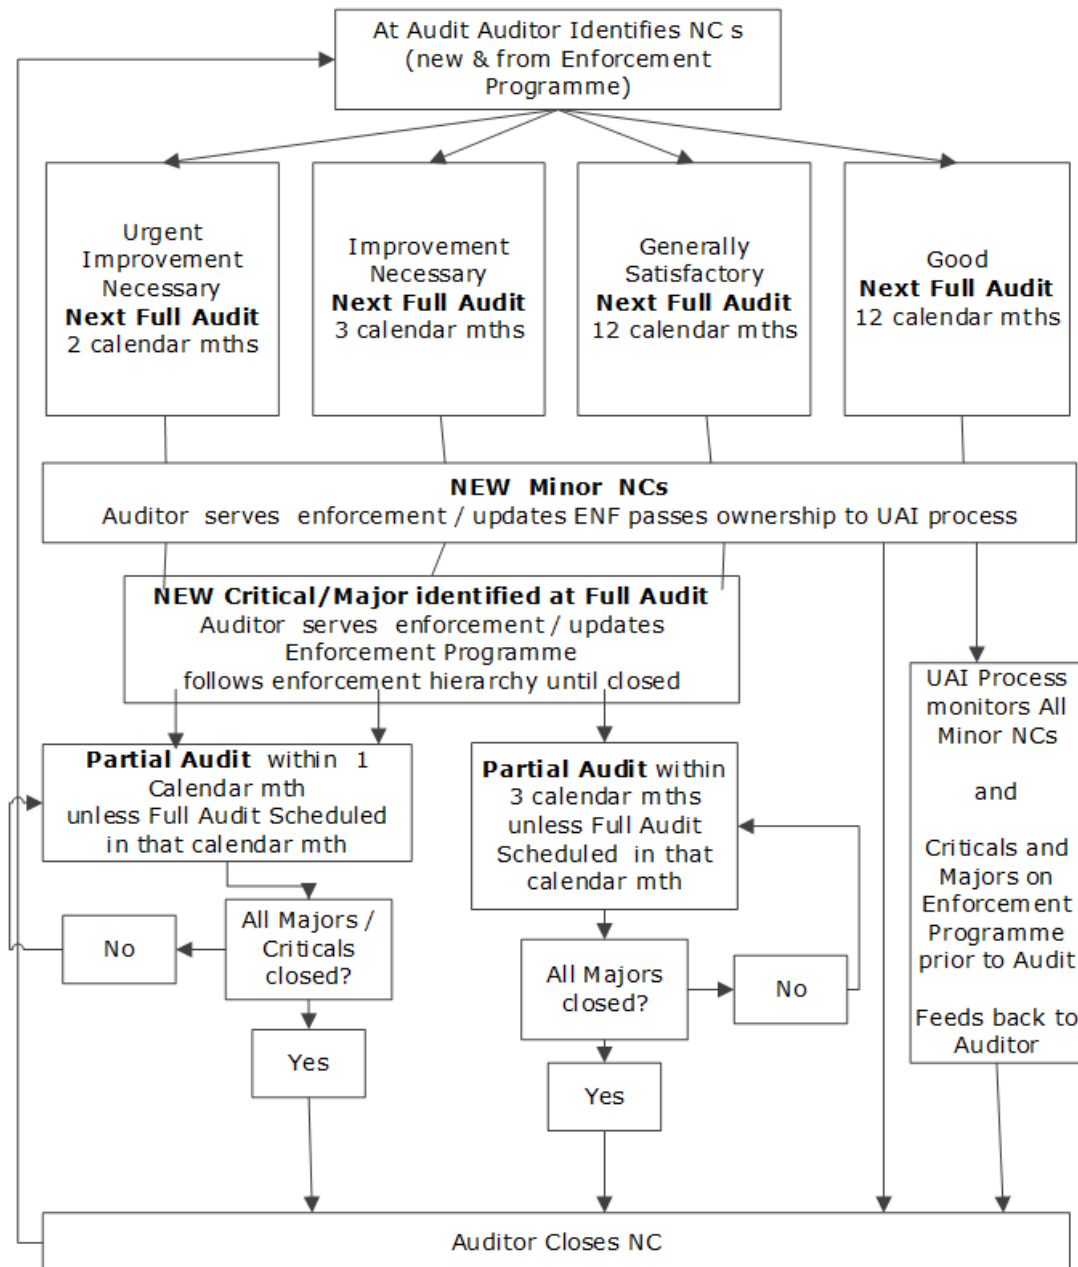 At Audit Auditor Identifies NC s
(new & from Enforcement
Programme)
Urgent
Improvement
Necessary
Next Full Audit
2 calendar mths
Improvement
Necessary
Next Full Audit
3 calendar mths
Generally
Satisfactory
Next Full Audit
12 calendar mths
Good
Next Full Audit
12 calendar mths
NEW Minor NCs
Auditor serves enforcement / updates ENF passes ownership to UAI process
NEW Critical/Major identified at Full Audit
Auditor serves enforcement / updates
Enforcement Programme
follows enforcement hierarchy until closed
Partial Audit within 1
Calendar mth
unless Full Audit Scheduled
in that calendar mth
Partial Audit within
3 calendar mths
unless Full Audit
Scheduled in that
calendar mth
UAI Process
monitors All
Minor NCs
and
Criticals and
Majors on
Enforcement
Programme
prior to Audit
Feeds back to
Auditor
No
All Majors /
Criticals
closed?
Yes
All Majors
closed?
No
Yes
Auditor Closes NC